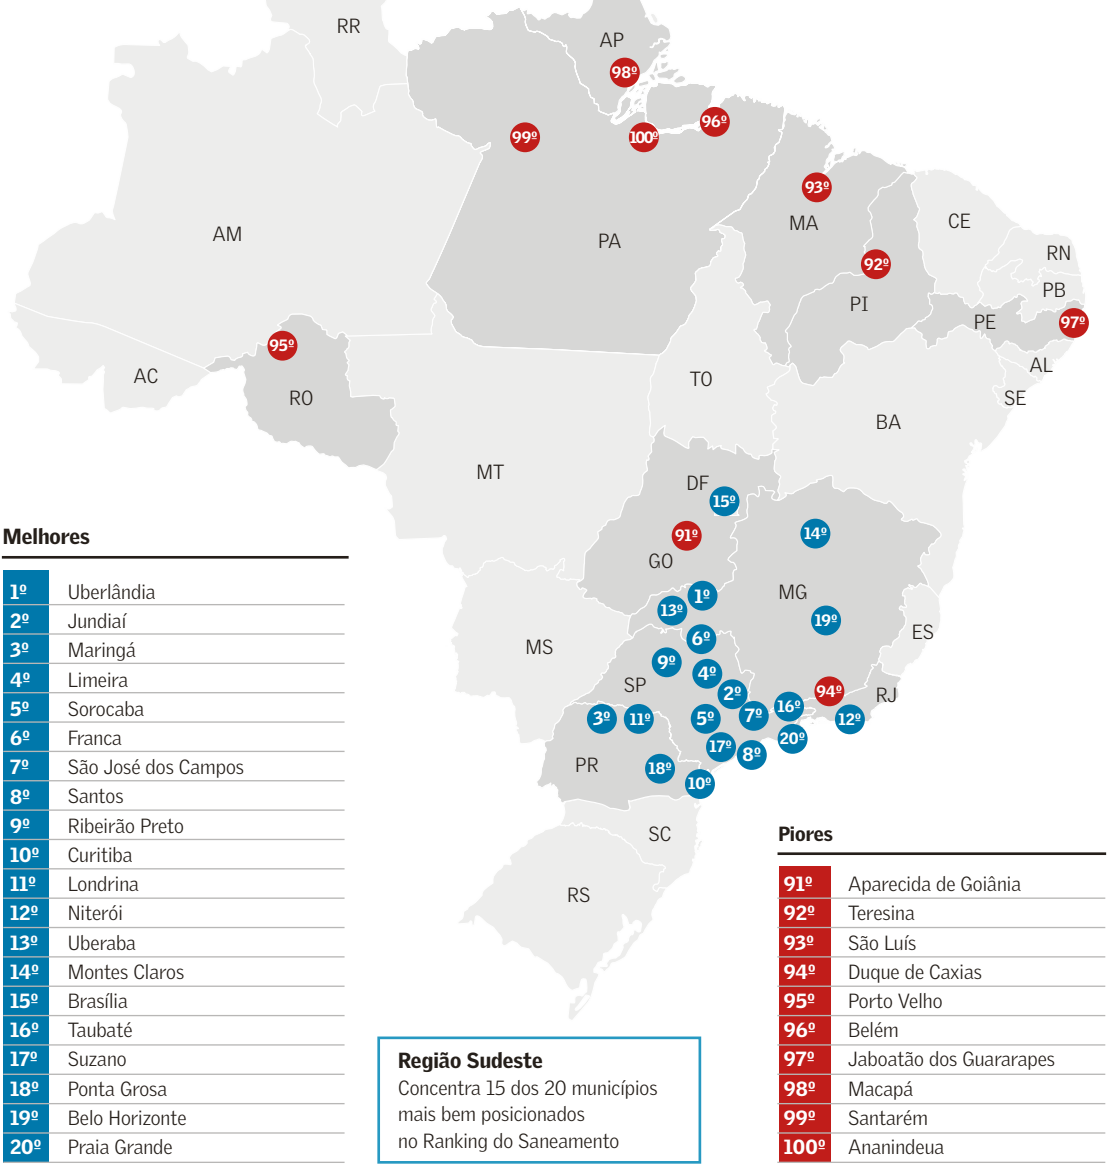 RR
AP
98º
96º
99º
100º
93º
AM
PA
MA
CE
RN
92º
PB
PI
PE
97º
95º
AC
RO
TO
AL
SE
BA
MT
DF
15º
91º
14º
GO
1º
MG
13º
19º
6º
ES
MS
9º
4º
SP
2º
94º
RJ
3º
11º
5º
7º
16º
12º
17º
8º
20º
PR
18º
10º
SC
RS
Melhores
1º Uberlândia
2º Jundiaí
3º Maringá
4º Limeira
5º Sorocaba
6º Franca
7º São José dos Campos
8º Santos
9º Ribeirão Preto
10º Curitiba
11º Londrina
12º Niterói
13º Uberaba
14º Montes Claros
15º Brasília
16º Taubaté
17º Suzano
18º Ponta Grosa
19º Belo Horizonte
20º Praia Grande
Região Sudeste
Concentra 15 dos 20 municípios
mais bem posicionados
no Ranking do Saneamento
Piores
91º Aparecida de Goiânia
92º Teresina
93º São Luís
94º Duque de Caxias
95º Porto Velho
96º Belém
97º Jaboatão dos Guararapes
98º Macapá
99º Santarém
100º Ananindeua